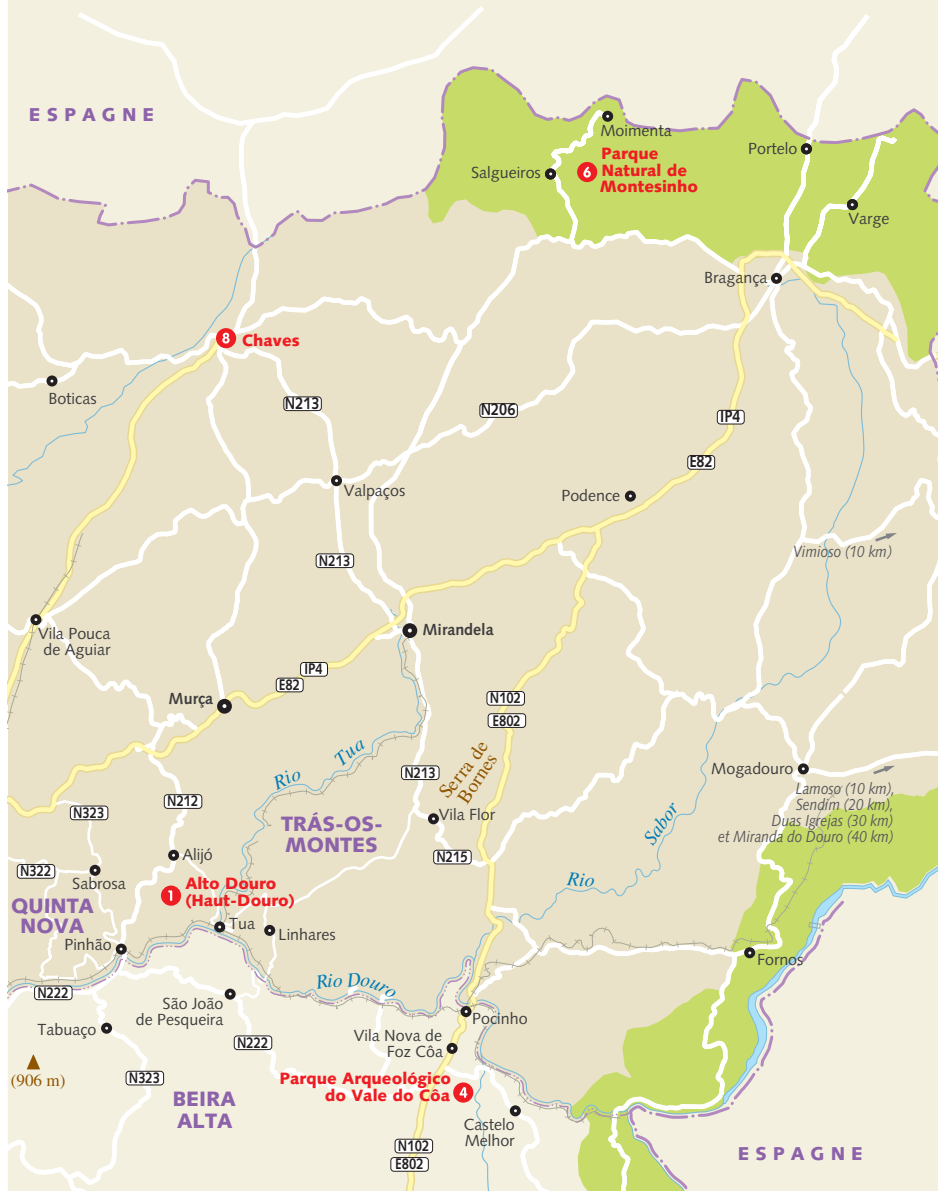 ESPAGNE
Moimenta
Portelo
Salgueiros
6
Parque
Natural de
Montesinho
Varge
Bragança
8 Chaves
Boticas
N213
N206
IP4
E82
Valpaços
Podence
Vimioso (10 km)
N213
Vila Pouca
de Aguiar
Mirandela
IP4
E82
Murça
N102
E802
Rio Tua
Serra de
Bornes
N213
Mogadouro
Lamoso (10 km),
Sendim (20 km),
Duas Igrejas (30 km)
et Miranda do Douro (40 km)
N323
N212
TRÁS-OS-
MONTES
Vila Flor
Rio Sabor
N215
Alijó
N322
Sabrosa
1 Alto Douro
(Haut-Douro)
QUINTA
NOVA
Tua
Linhares
Pinhão
Fornos
Rio Douro
N222
São João
de Pesqueira
Pocinho
Tabuaço
N222
Vila Nova de
Foz Côa
(906 m)
N323
Parque Arqueológico
do Vale do Côa 4
BEIRA
ALTA
Castelo
Melhor
N102
E802
ESPAGNE